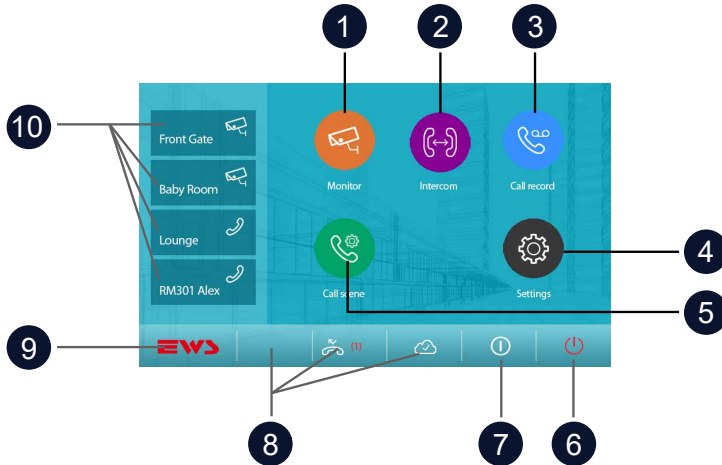 1
2
3
10
Front Gate
Monitor
Intercom
Call record
Baby Room
Lounge
4
RM301 Alex
Call scene
Settings
5
9
EWS
(1)
8
7
6